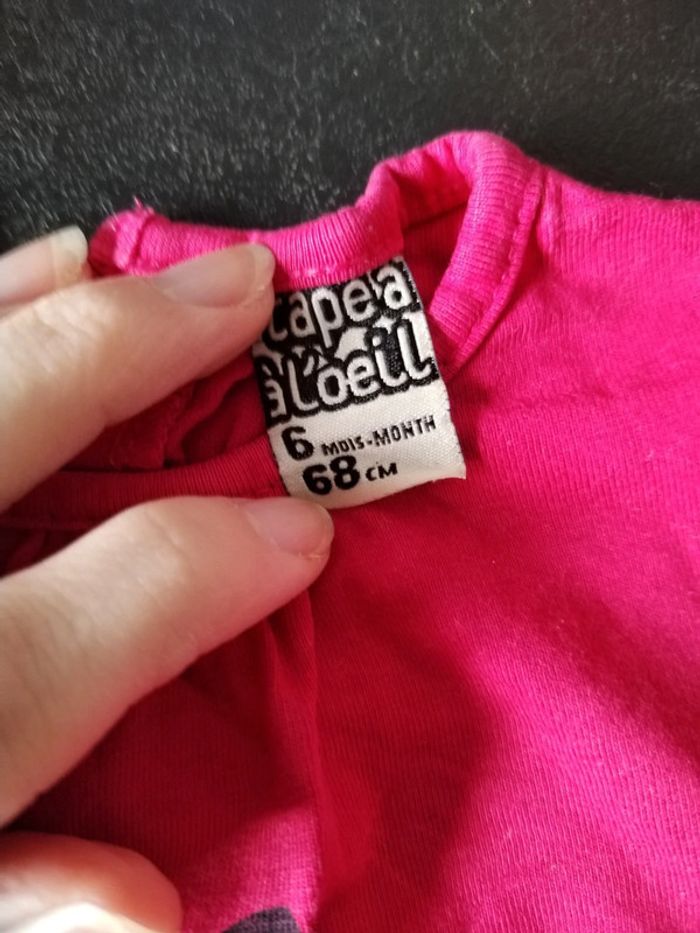 tape à
l'oeil
6 MOIS-MONTH
68 CM